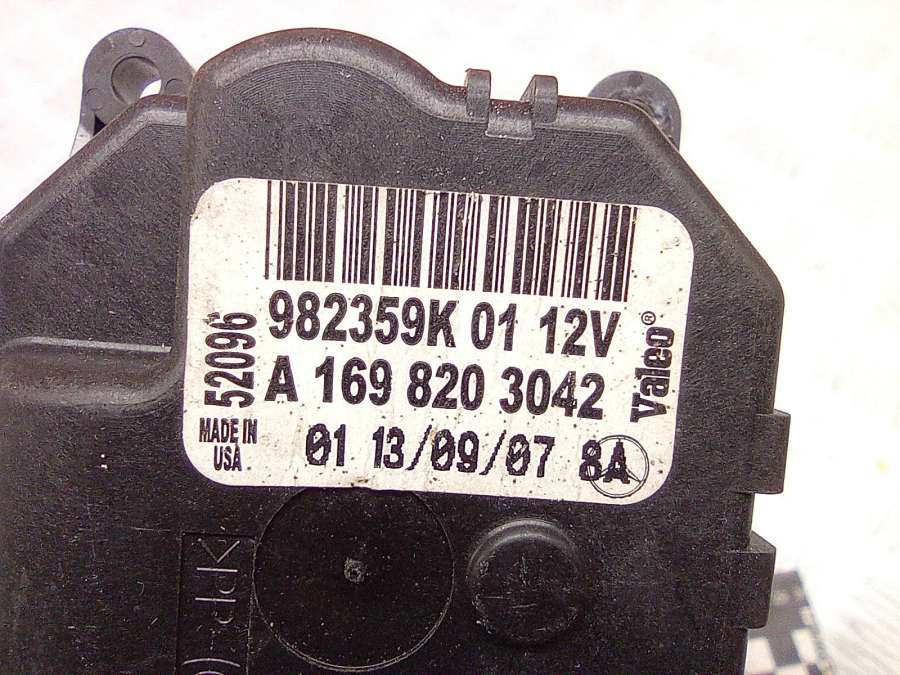 982359K 01 12V
A 169 820 3042
01 13/09/07 8A
52096
MADE IN
USA
Valeo®